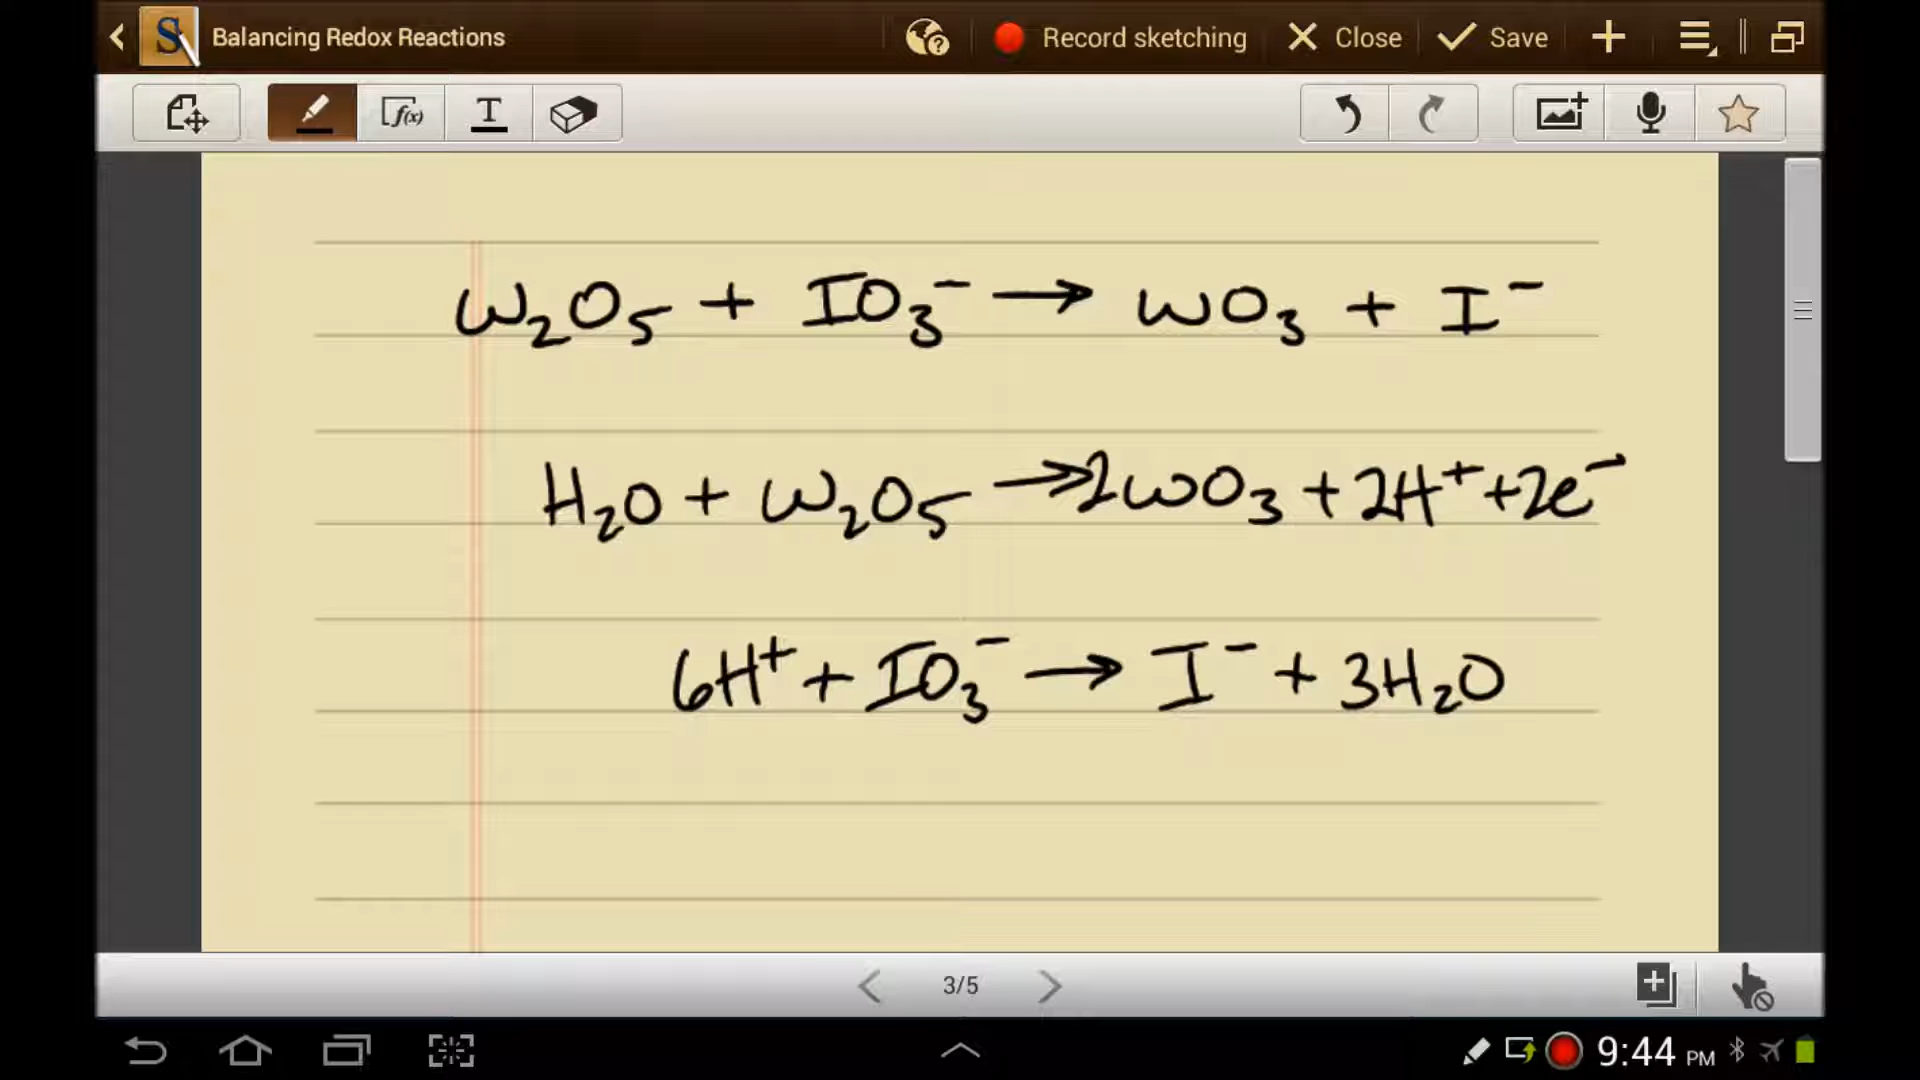 Balancing Redox Reactions
Record sketching
Close
Save
f(x)
T
W₂O₅ + IO₃⁻ → WO₃ + I⁻
H₂O + W₂O₅ → 2WO₃ + 2H⁺ + 2e⁻
6H⁺ + IO₃⁻ → I⁻ + 3H₂O
3/5
9:44 PM